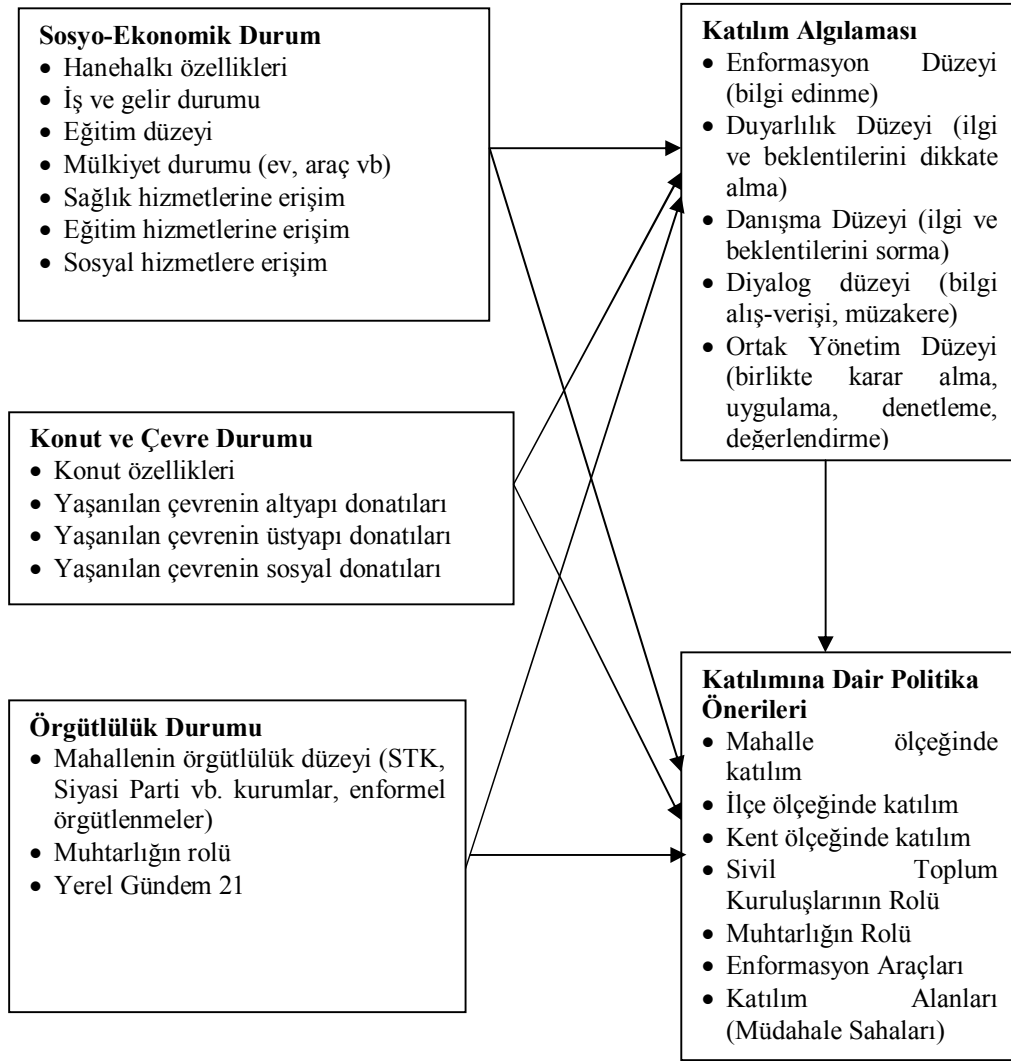 Sosyo-Ekonomik Durum
• Hanehalkı özellikleri
• İş ve gelir durumu
• Eğitim düzeyi
• Mülkiyet durumu (ev, araç vb)
• Sağlık hizmetlerine erişim
• Eğitim hizmetlerine erişim
• Sosyal hizmetlere erişim
Konut ve Çevre Durumu
• Konut özellikleri
• Yaşanılan çevrenin altyapı donatıları
• Yaşanılan çevrenin üstyapı donatıları
• Yaşanılan çevrenin sosyal donatıları
Örgütlülük Durumu
• Mahallenin örgütlülük düzeyi (STK,
Siyasi Parti vb. kurumlar, enformel
örgütlenmeler)
• Muhtarlığın rolü
• Yerel Gündem 21
Katılım Algılaması
• Enformasyon Düzeyi
(bilgi edinme)
• Duyarlılık Düzeyi (ilgi
ve beklentilerini dikkate
alma)
• Danışma Düzeyi (ilgi ve
beklentilerini sorma)
• Diyalog düzeyi (bilgi
alış-verişi, müzakere)
• Ortak Yönetim Düzeyi
(birlikte karar alma,
uygulama, denetleme,
değerlendirme)
Katılımına Dair Politika
Önerileri
• Mahalle ölçeğinde
katılım
• İlçe ölçeğinde katılım
• Kent ölçeğinde katılım
• Sivil Toplum
Kuruluşlarının Rolü
• Muhtarlığın Rolü
• Enformasyon Araçları
• Katılım Alanları
(Müdahale Sahaları)